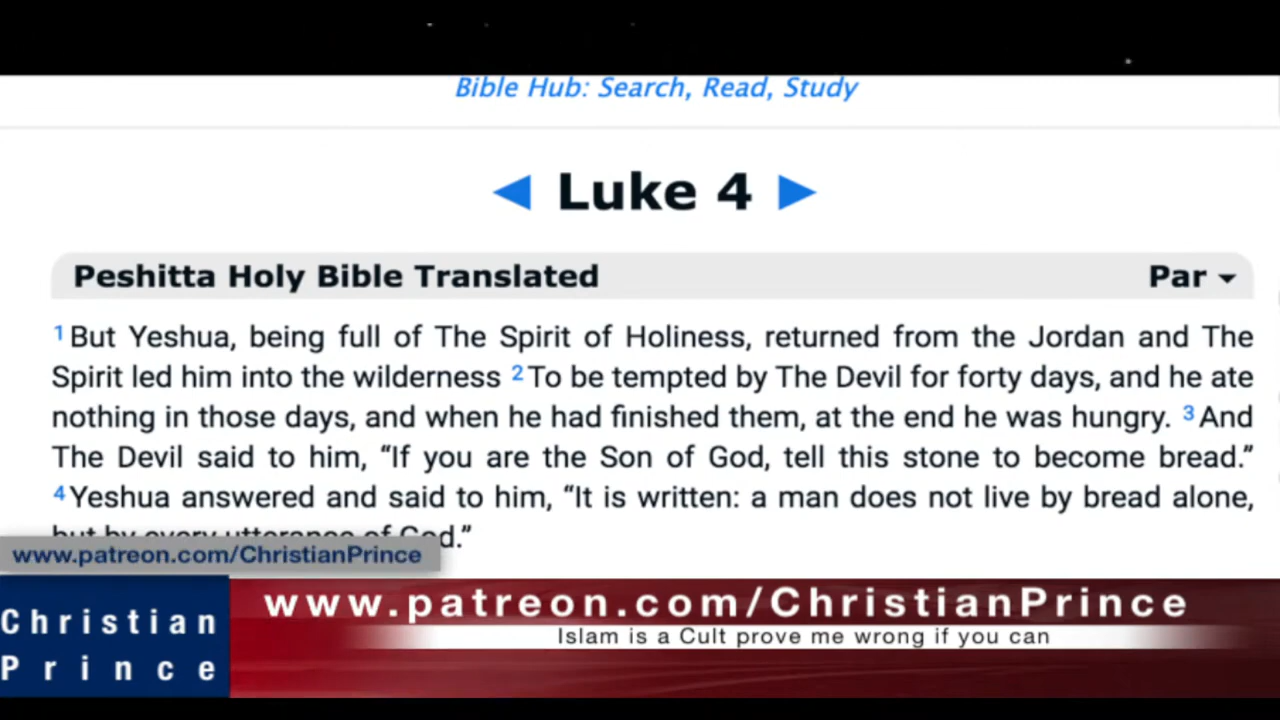 Bible Hub: Search, Read, Study
◄ Luke 4 ►
Peshitta Holy Bible Translated Par
1 But Yeshua, being full of The Spirit of Holiness, returned from the Jordan and The
Spirit led him into the wilderness 2 To be tempted by The Devil for forty days, and he ate
nothing in those days, and when he had finished them, at the end he was hungry. 3 And
The Devil said to him, “If you are the Son of God, tell this stone to become bread.”
4 Yeshua answered and said to him, “It is written: a man does not live by bread alone,
but by every utterance of God.”
www.patreon.com/ChristianPrince
www.patreon.com/ChristianPrince
Islam is a Cult prove me wrong if you can
Christian
Prince